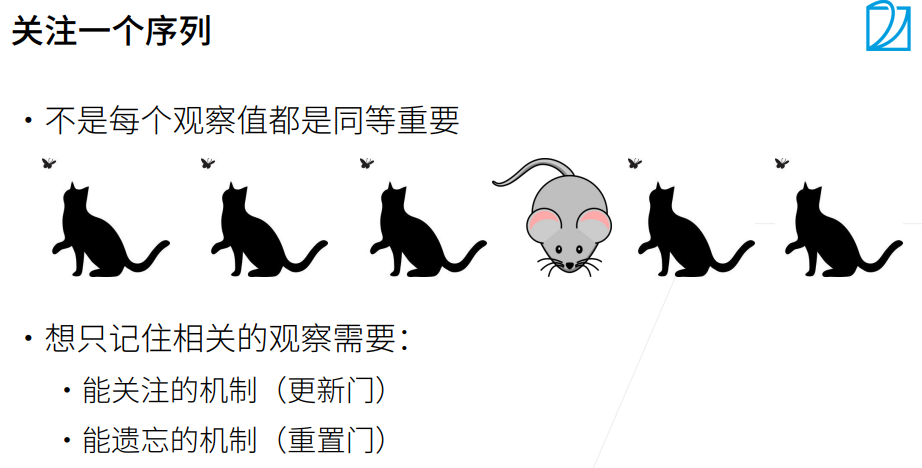 关注一个序列
• 不是每个观察值都是同等重要
• 想只记住相关的观察需要：
• 能关注的机制（更新门）
• 能遗忘的机制（重置门）